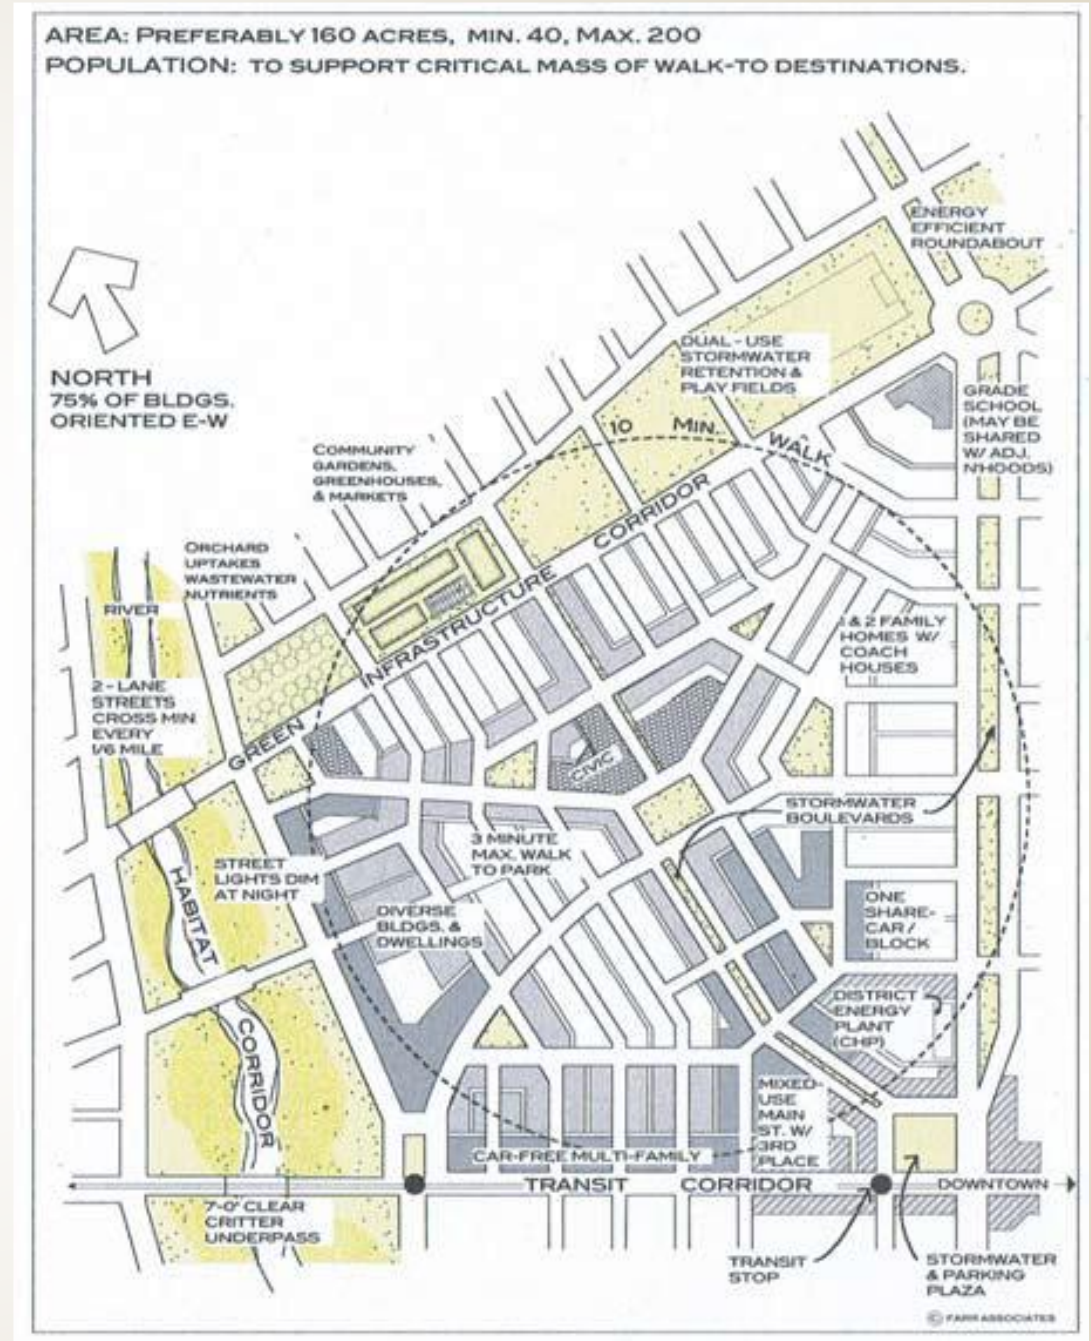 AREA: PREFERABLY 160 ACRES, MIN. 40, MAX. 200
POPULATION: TO SUPPORT CRITICAL MASS OF WALK-TO DESTINATIONS.
ENERGY
EFFICIENT
ROUNDABOUT
NORTH
75% OF BLDGS.
ORIENTED E-W
DUAL-USE
STORMWATER
RETENTION &
PLAY FIELDS
GRADE
SCHOOL
(MAY BE
SHARED
W/ ADJ.
N'HOODS)
10 MIN. WALK
COMMUNITY
GARDENS,
GREENHOUSES,
& MARKETS
ORCHARD
UPTAKES
WASTEWATER
NUTRIENTS
RIVER
GREEN INFRASTRUCTURE CORRIDOR
1 & 2 FAMILY
HOMES W/
COACH
HOUSES
2-LANE
STREETS
CROSS MIN
EVERY
1/6 MILE
CIVIC
STORMWATER
BOULEVARDS
3 MINUTE
MAX. WALK
TO PARK
STREET
LIGHTS DIM
AT NIGHT
HABITAT CORRIDOR
DIVERSE
BLDGS. &
DWELLINGS
ONE
SHARE-
CAR /
BLOCK
DISTRICT
ENERGY
PLANT
(CHP)
MIXED-
USE
MAIN
ST. W/
3RD
PLACE
CAR-FREE MULTI-FAMILY
TRANSIT CORRIDOR
DOWNTOWN
7-0' CLEAR
CRITTER
UNDERPASS
TRANSIT
STOP
STORMWATER
& PARKING
PLAZA
© FARR ASSOCIATES